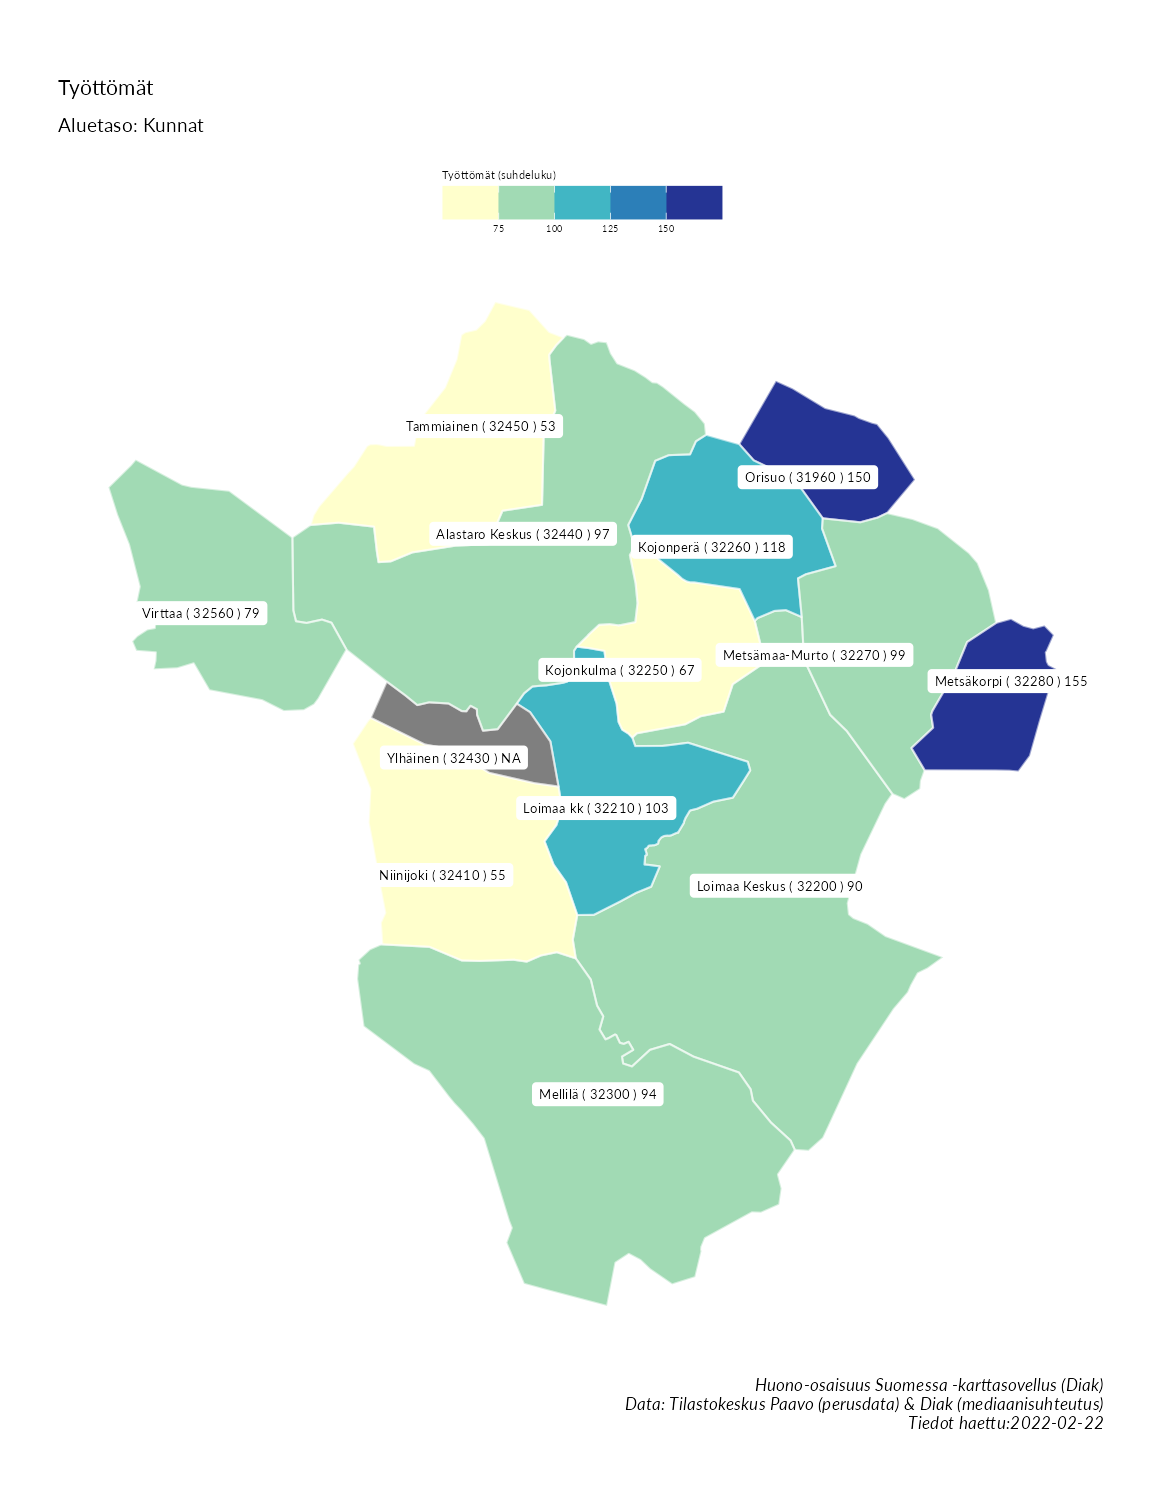 Työttömät
Aluetaso: Kunnat
Työttömät (suhdeluku)
75 100 125 150
Tammiainen ( 32450 ) 53
Orisuo ( 31960 ) 150
Alastaro Keskus ( 32440 ) 97
Kojonperä ( 32260 ) 118
Virttaa ( 32560 ) 79
Metsämaa-Murto ( 32270 ) 99
Kojonkulma ( 32250 ) 67
Metsäkorpi ( 32280 ) 155
Ylhäinen ( 32430 ) NA
Loimaa kk ( 32210 ) 103
Niinijoki ( 32410 ) 55
Loimaa Keskus ( 32200 ) 90
Mellilä ( 32300 ) 94
Huono-osaisuus Suomessa -karttasovellus (Diak)
Data: Tilastokeskus Paavo (perusdata) & Diak (mediaanisuhteutus)
Tiedot haettu:2022-02-22